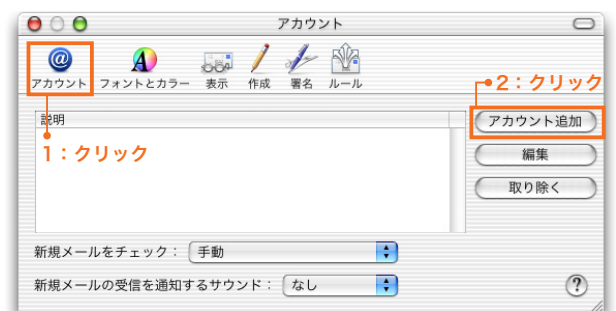 アカウント
アカウント フォントとカラー 表示 作成 署名 ルール
2：クリック
説明
アカウント追加
1：クリック
編集
取り除く
新規メールをチェック： 手動
新規メールの受信を通知するサウンド： なし
?